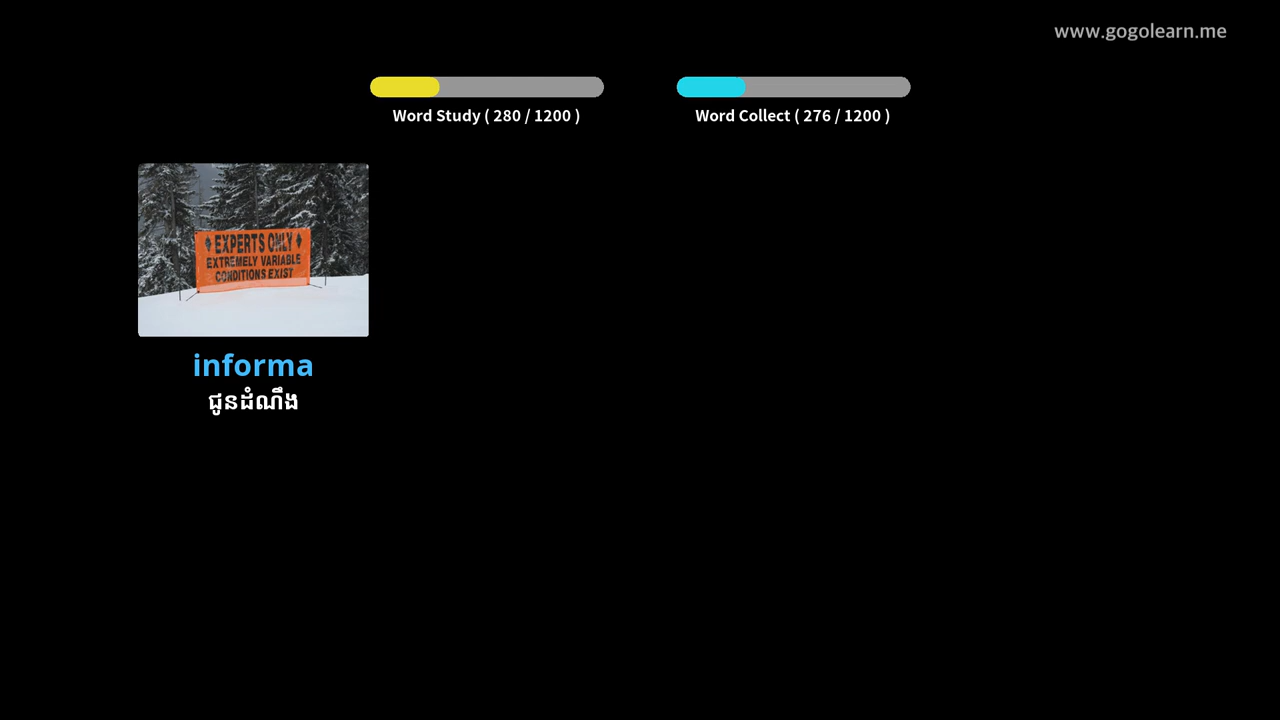 www.gogolearn.me
Word Study ( 280 / 1200 )
Word Collect ( 276 / 1200 )
EXPERTS ONLY
EXTREMELY VARIABLE
CONDITIONS EXIST
informa
ជូនដំណឹង